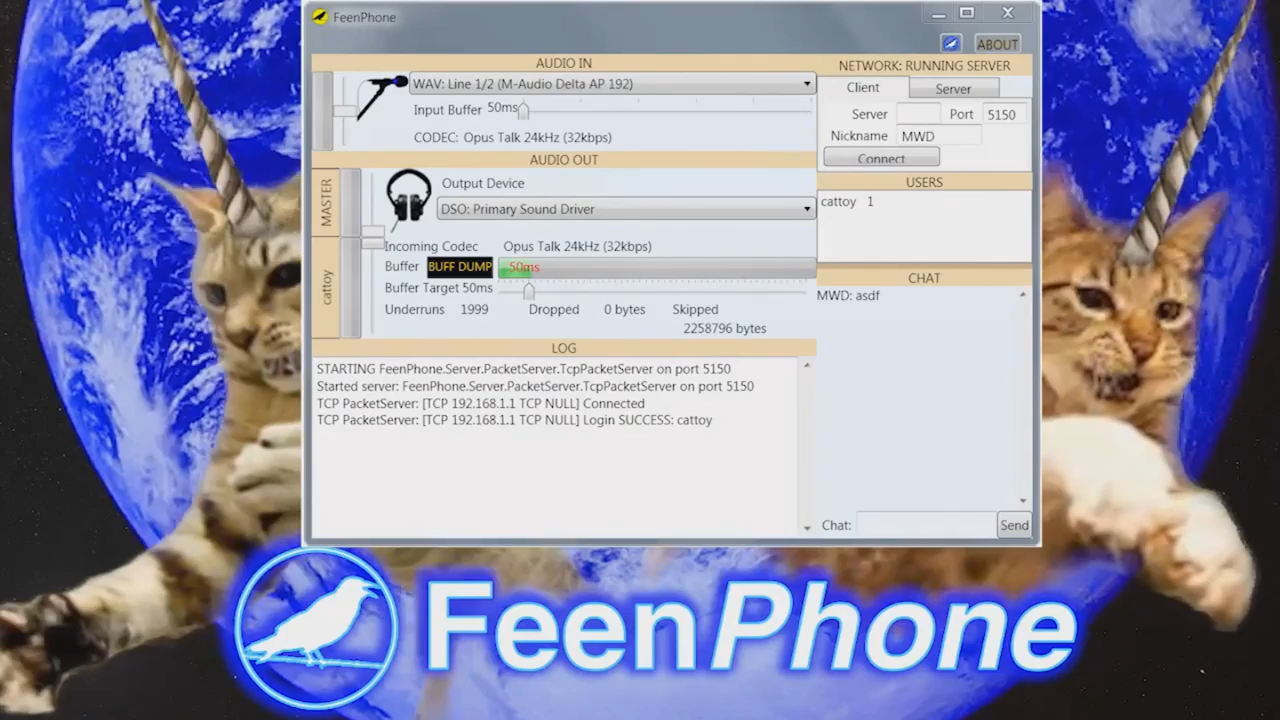 FeenPhone
ABOUT
AUDIO IN
WAV: Line 1/2 (M-Audio Delta AP 192)
Input Buffer 50ms
CODEC: Opus Talk 24kHz (32kbps)
AUDIO OUT
MASTER
cattoy
Output Device
DSO: Primary Sound Driver
Incoming Codec Opus Talk 24kHz (32kbps)
Buffer BUFF DUMP 50ms
Buffer Target 50ms
Underruns 1999 Dropped 0 bytes Skipped
2258796 bytes
LOG
STARTING FeenPhone.Server.PacketServer.TcpPacketServer on port 5150
Started server: FeenPhone.Server.PacketServer.TcpPacketServer on port 5150
TCP PacketServer: [TCP 192.168.1.1 TCP NULL] Connected
TCP PacketServer: [TCP 192.168.1.1 TCP NULL] Login SUCCESS: cattoy
NETWORK: RUNNING SERVER
Client Server
Server Port 5150
Nickname MWD
Connect
USERS
cattoy 1
CHAT
MWD: asdf
Chat: Send
FeenPhone